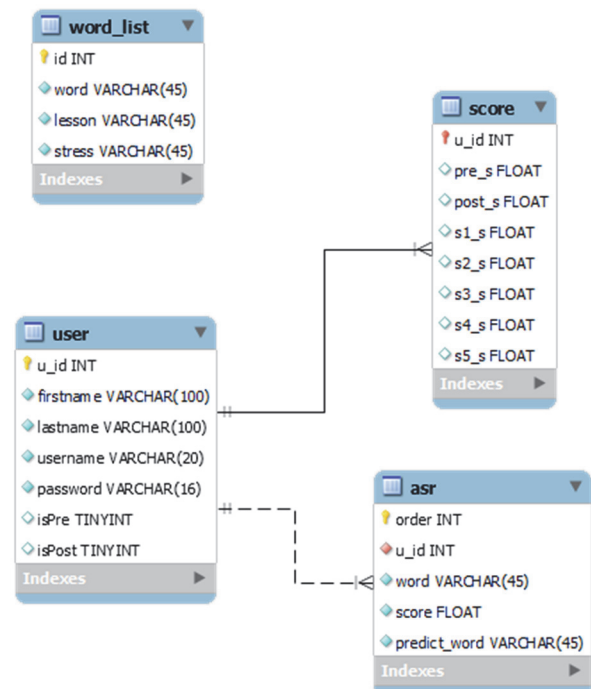 word_list
id INT
word VARCHAR(45)
lesson VARCHAR(45)
stress VARCHAR(45)
Indexes
score
u_id INT
pre_s FLOAT
post_s FLOAT
s1_s FLOAT
s2_s FLOAT
s3_s FLOAT
s4_s FLOAT
s5_s FLOAT
Indexes
user
u_id INT
firstname VARCHAR(100)
lastname VARCHAR(100)
username VARCHAR(20)
password VARCHAR(16)
isPre TINYINT
isPost TINYINT
Indexes
asr
order INT
u_id INT
word VARCHAR(45)
score FLOAT
predict_word VARCHAR(45)
Indexes